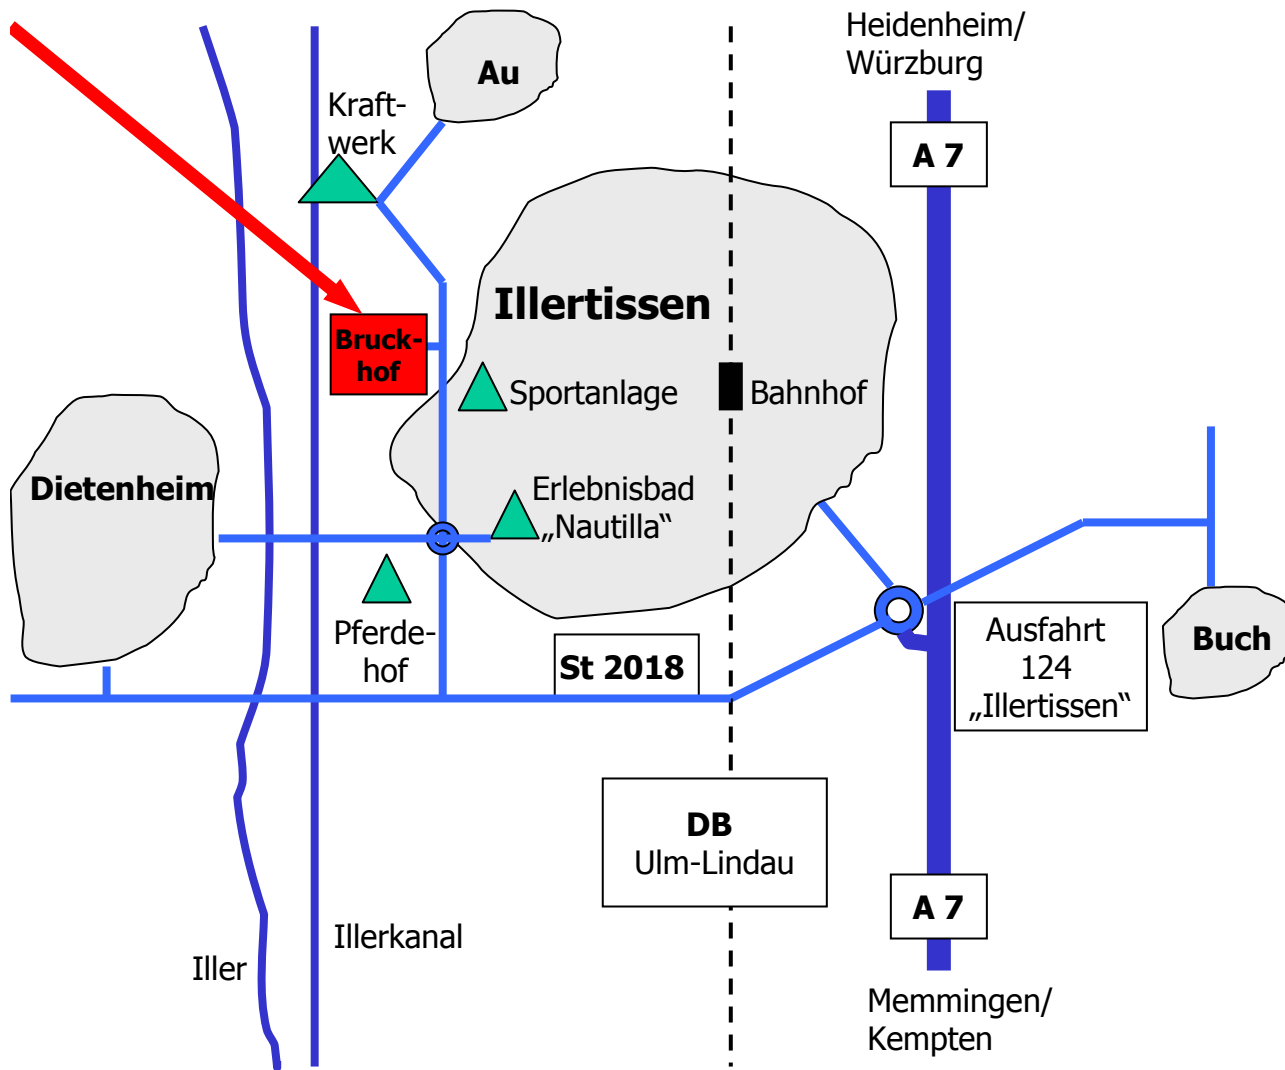 Heidenheim/
Würzburg
Au
Kraft-
werk
A 7
Illertissen
Bruck-
hof
Sportanlage
Bahnhof
Dietenheim
Erlebnisbad
„Nautilla“
Pferde-
hof
St 2018
Ausfahrt
124
„Illertissen“
Buch
DB
Ulm-Lindau
A 7
Illerkanal
Iller
Memmingen/
Kempten